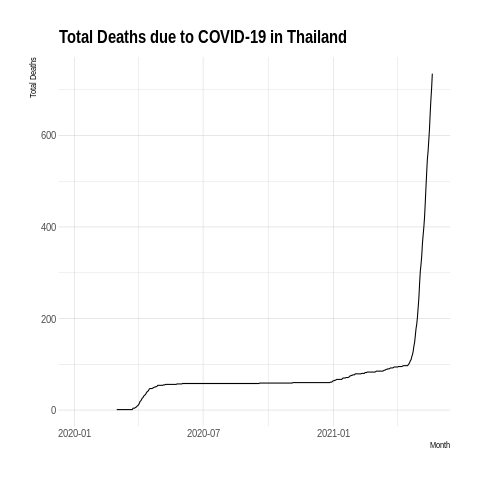 Total Deaths due to COVID-19 in Thailand
Total Deaths
600
400
200
0
2020-01 2020-07 2021-01
Month